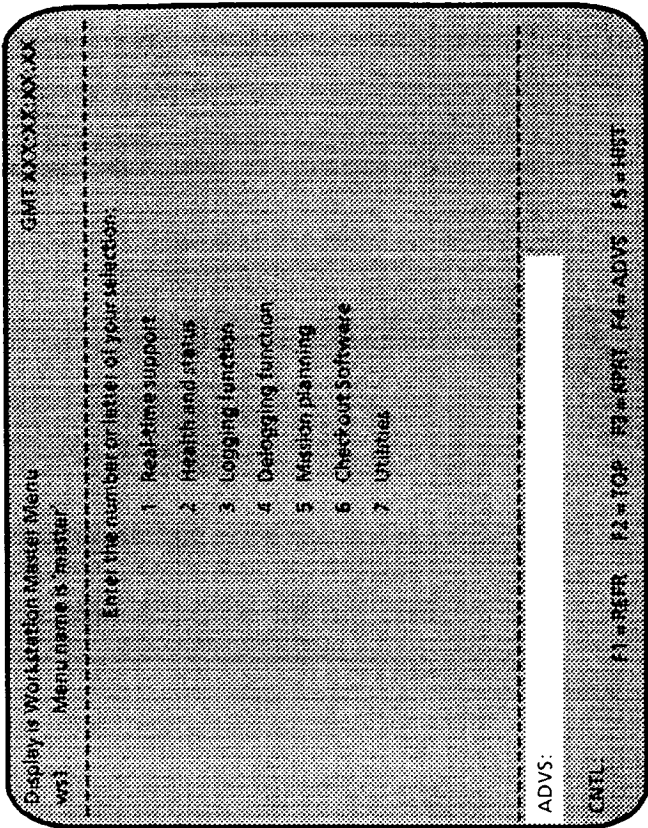 Display is Workstation Master Menu GMT XXX:XX:XX:XX
ws1 Menu name is 'master'
Enter the number or letter of your selection.
1 Real-time support
2 Health and status
3 Logging function
4 Delogging function
5 Mission planning
6 Checkout Software
7 Utilities
ADVS:
CNTL:
F1 = REFR F2 = TOP F3 = RPRT F4 = ADVS F5 = HIST